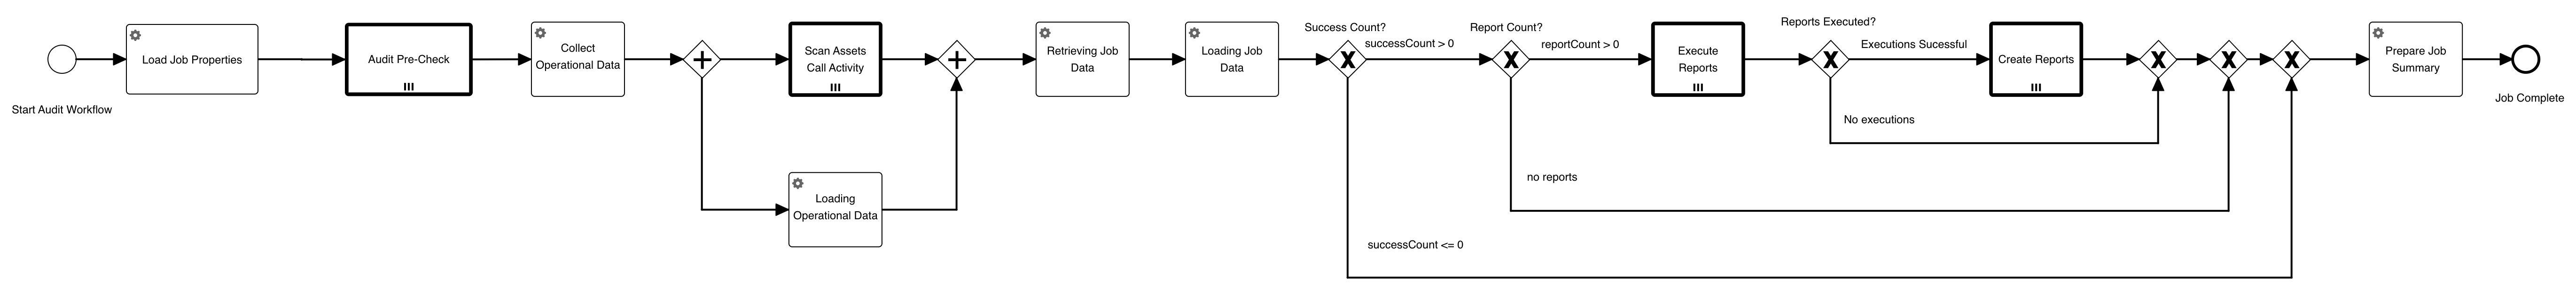 Start Audit Workflow
Load Job Properties
Audit Pre-Check
Collect
Operational Data
Scan Assets
Call Activity
Loading
Operational Data
Retrieving Job
Data
Loading Job
Data
Success Count?
successCount > 0
successCount <= 0
Report Count?
reportCount > 0
no reports
Execute
Reports
Reports Executed?
Executions Sucessful
No executions
Create Reports
Prepare Job
Summary
Job Complete